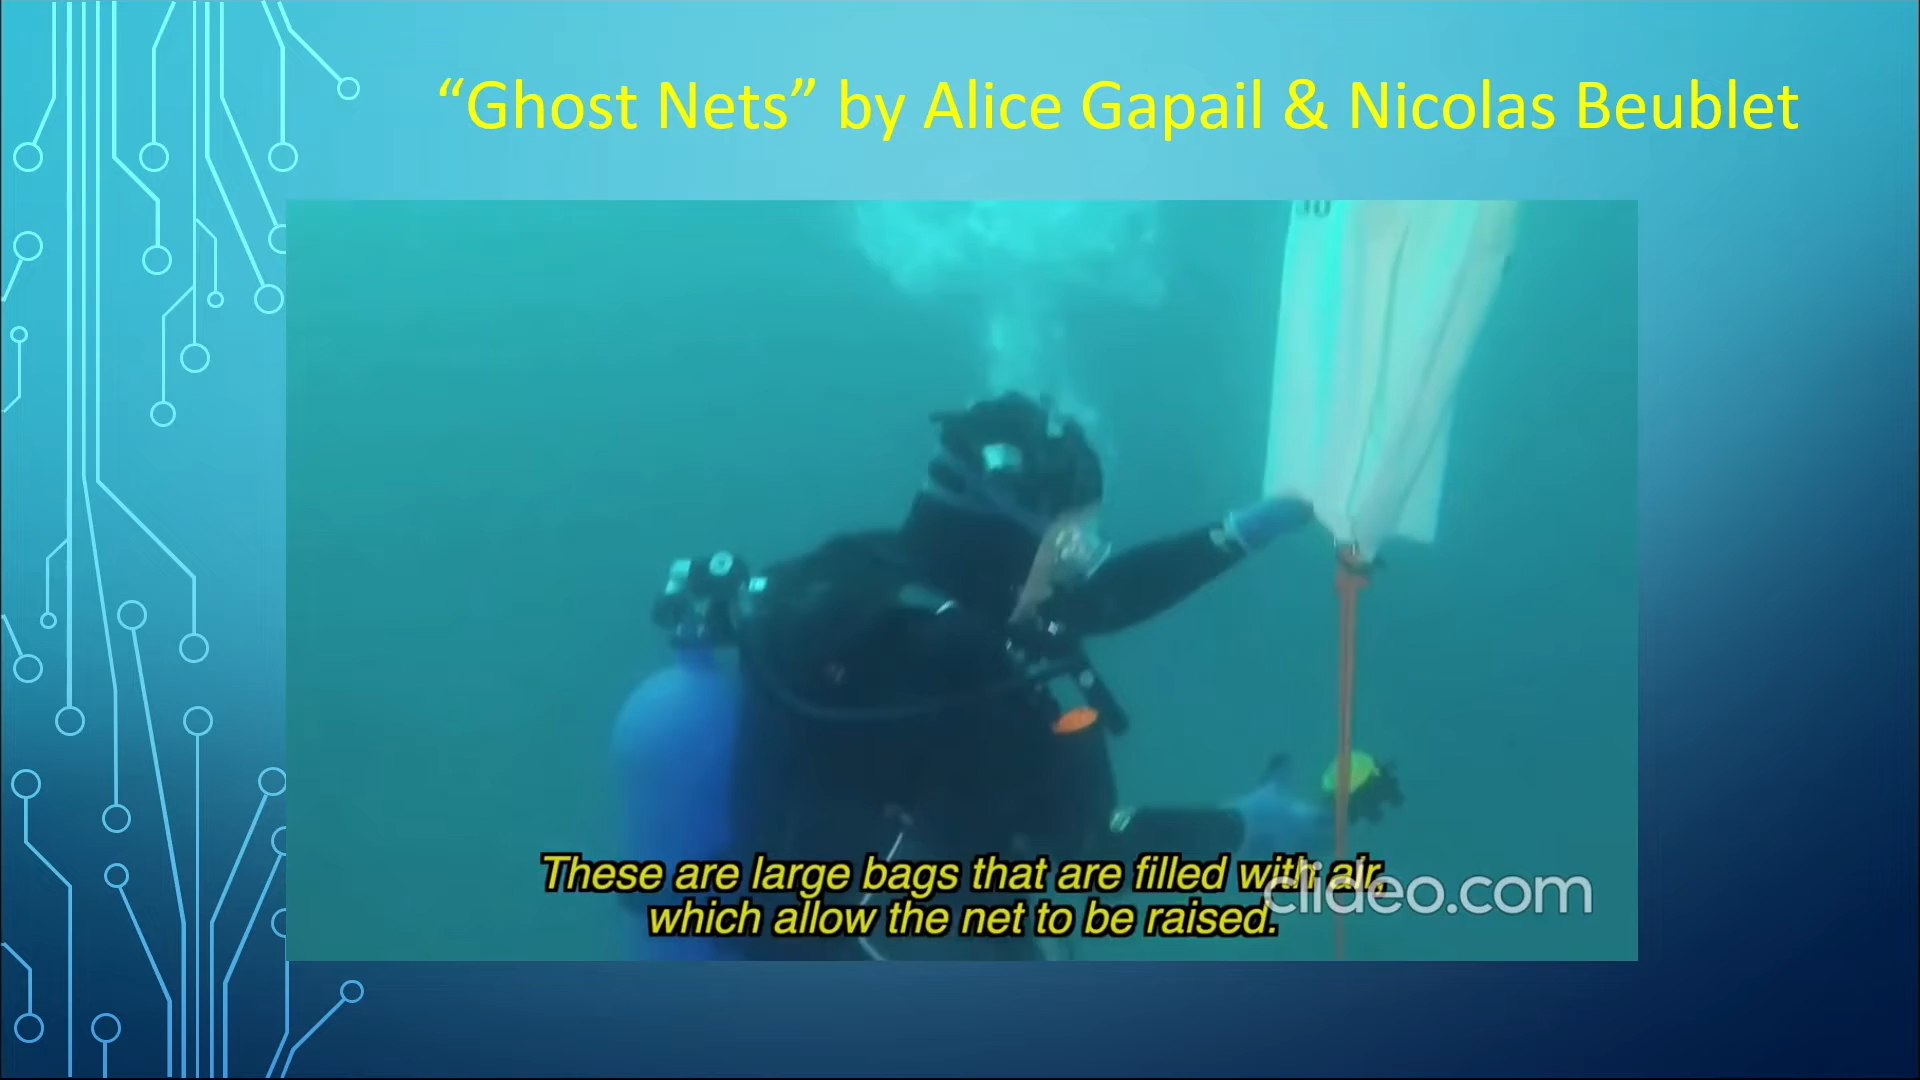 “Ghost Nets” by Alice Gapail & Nicolas Beublet
These are large bags that are filled with air,
which allow the net to be raised.
clideo.com